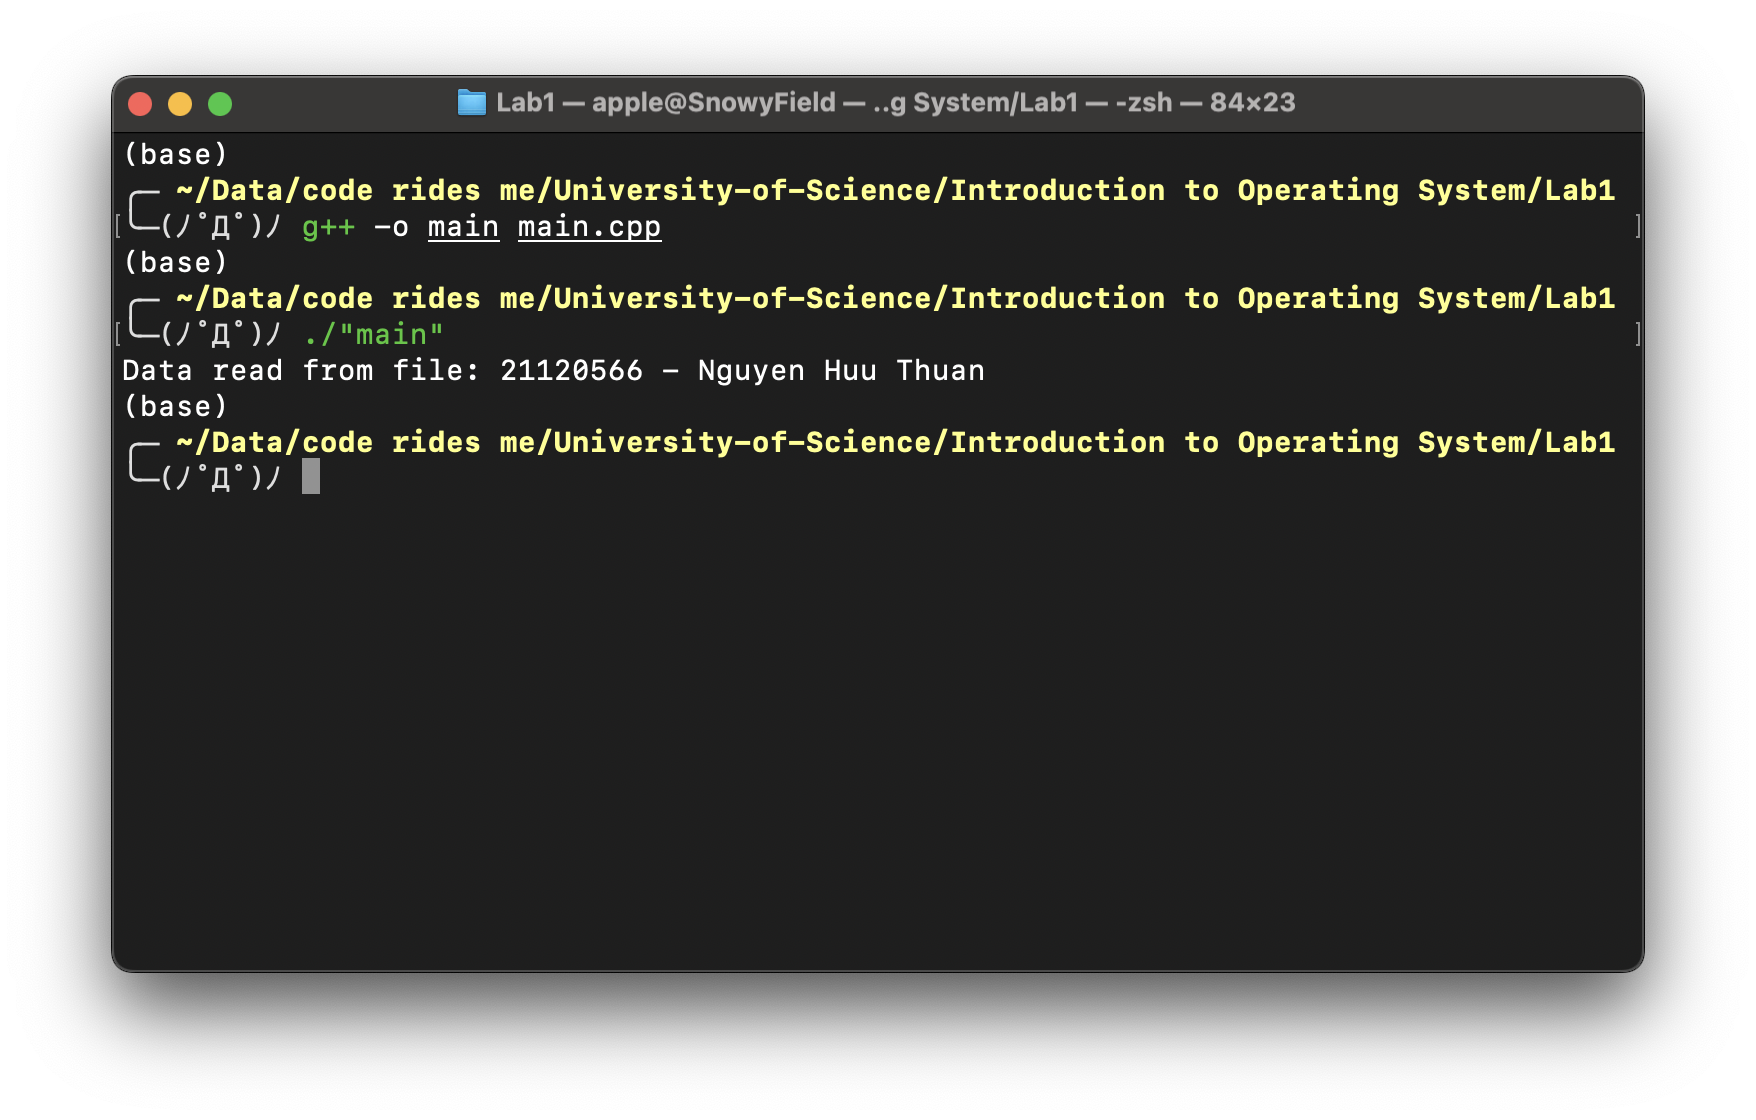 Lab1 — apple@SnowyField — ..g System/Lab1 — -zsh — 84×23
(base)
╭─ ~/Data/code rides me/University-of-Science/Introduction to Operating System/Lab1
[╰─(ﾉ˚Д˚)ﾉ g++ -o main main.cpp ]
(base)
╭─ ~/Data/code rides me/University-of-Science/Introduction to Operating System/Lab1
[╰─(ﾉ˚Д˚)ﾉ ./"main" ]
Data read from file: 21120566 - Nguyen Huu Thuan
(base)
╭─ ~/Data/code rides me/University-of-Science/Introduction to Operating System/Lab1
╰─(ﾉ˚Д˚)ﾉ